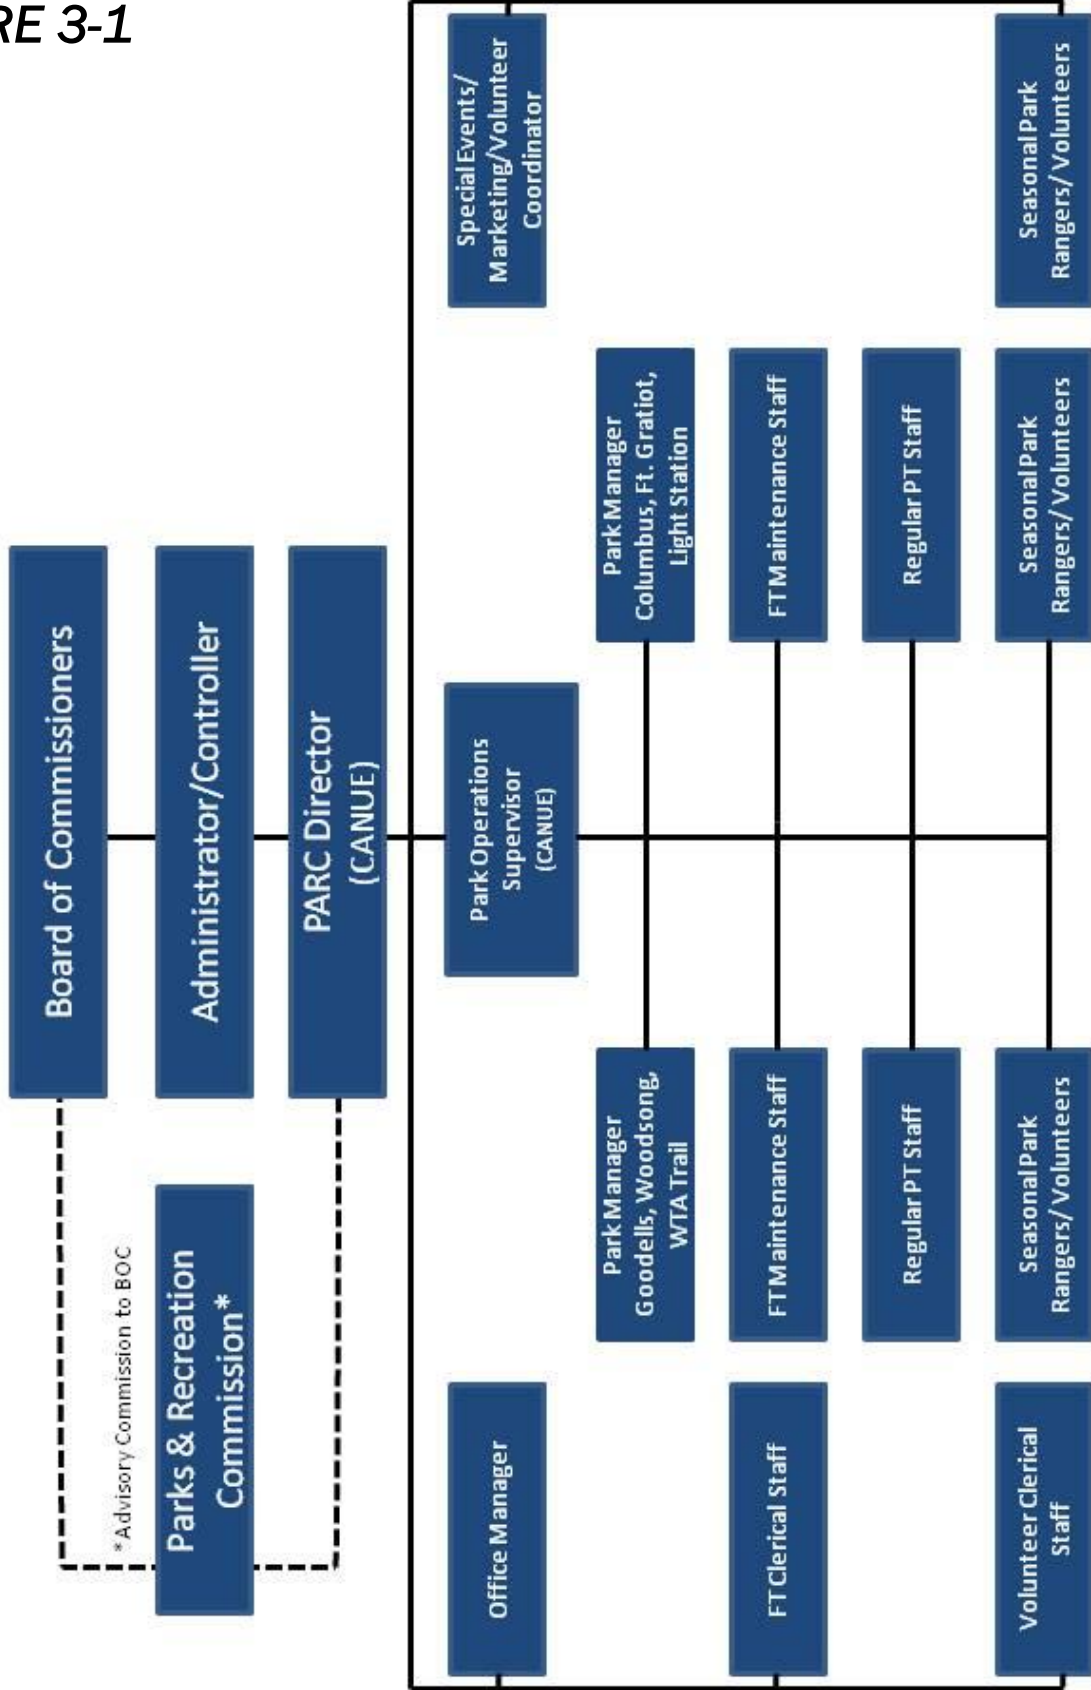 RE 3-1
Board of Commissioners
*Advisory Commission to BOC
Parks & Recreation
Commission*
Administrator/Controller
PARC Director
(CANUE)
Office Manager
Park Operations
Supervisor
(CANUE)
Special Events/
Marketing/Volunteer
Coordinator
Park Manager
Goodells, Woodsong,
WTA Trail
Park Manager
Columbus, Ft. Gratiot,
Light Station
FT Clerical Staff
FT Maintenance Staff
FT Maintenance Staff
Regular PT Staff
Regular PT Staff
Volunteer Clerical
Staff
Seasonal Park
Rangers/Volunteers
Seasonal Park
Rangers/Volunteers
Seasonal Park
Rangers/Volunteers